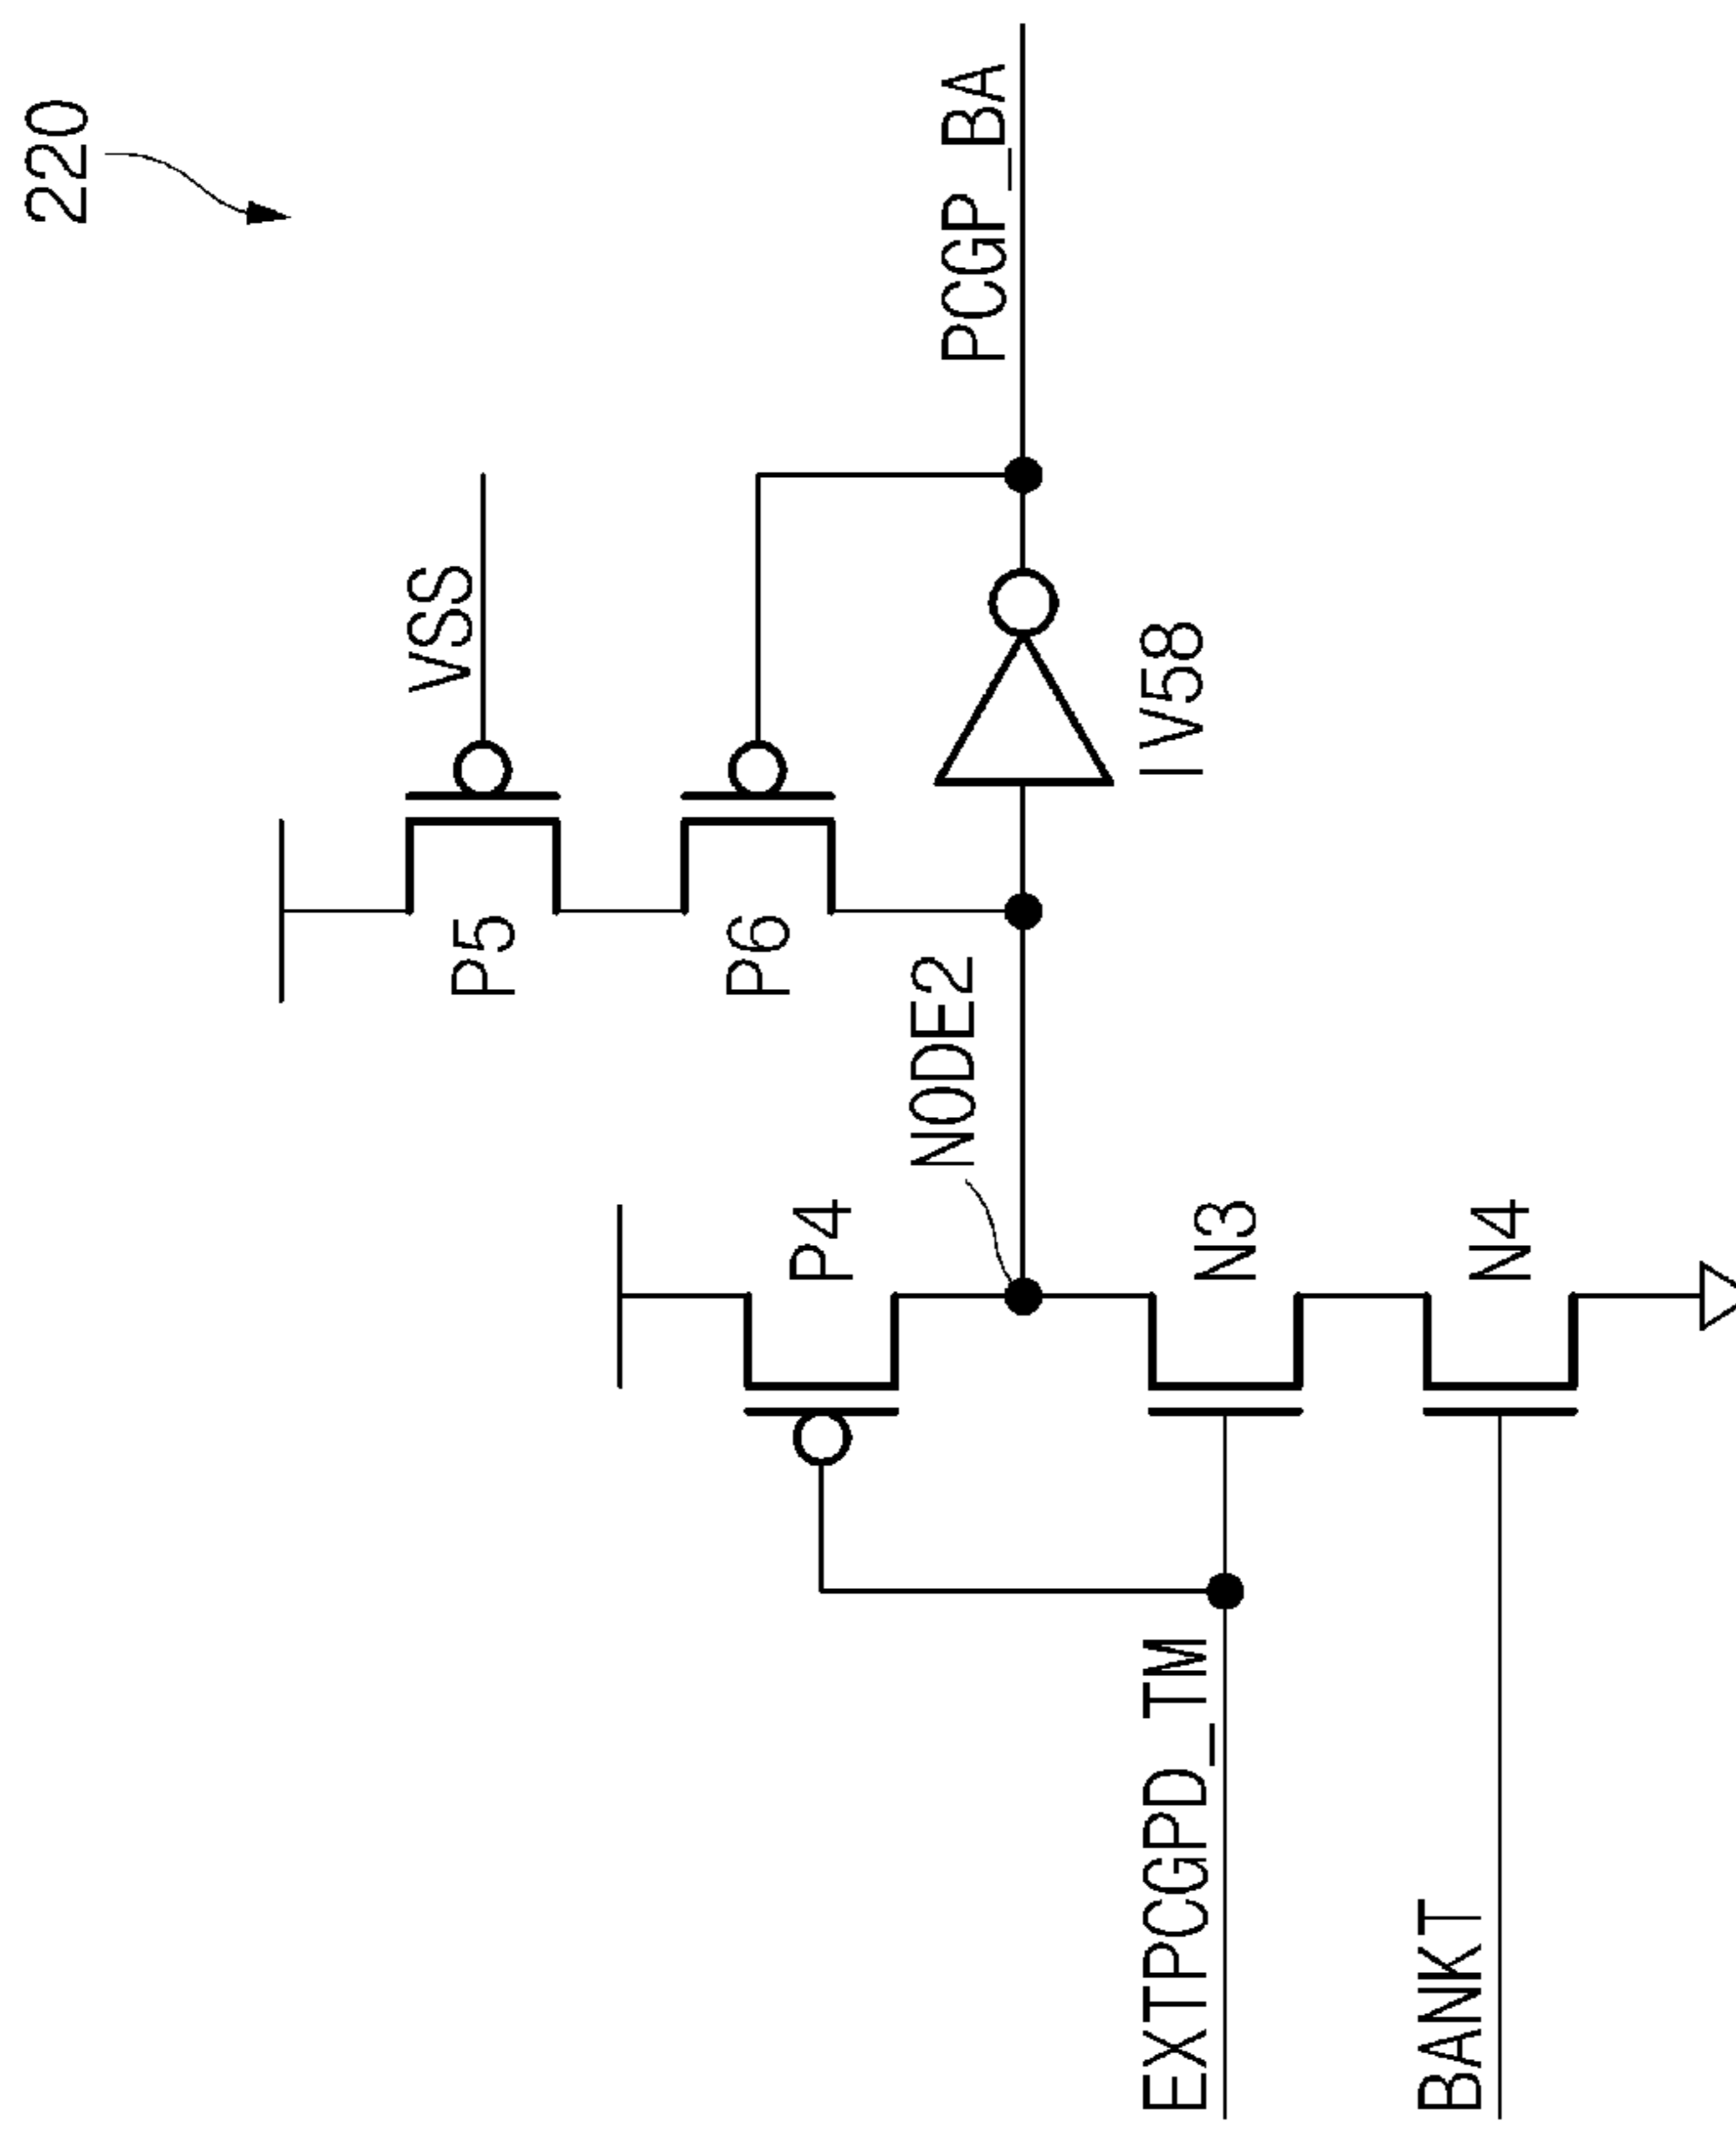 220
VSS
P5
P6
PCGP_BA
NODE2
IV58
P4
N3
N4
EXTPCGPD_TM
BANKT